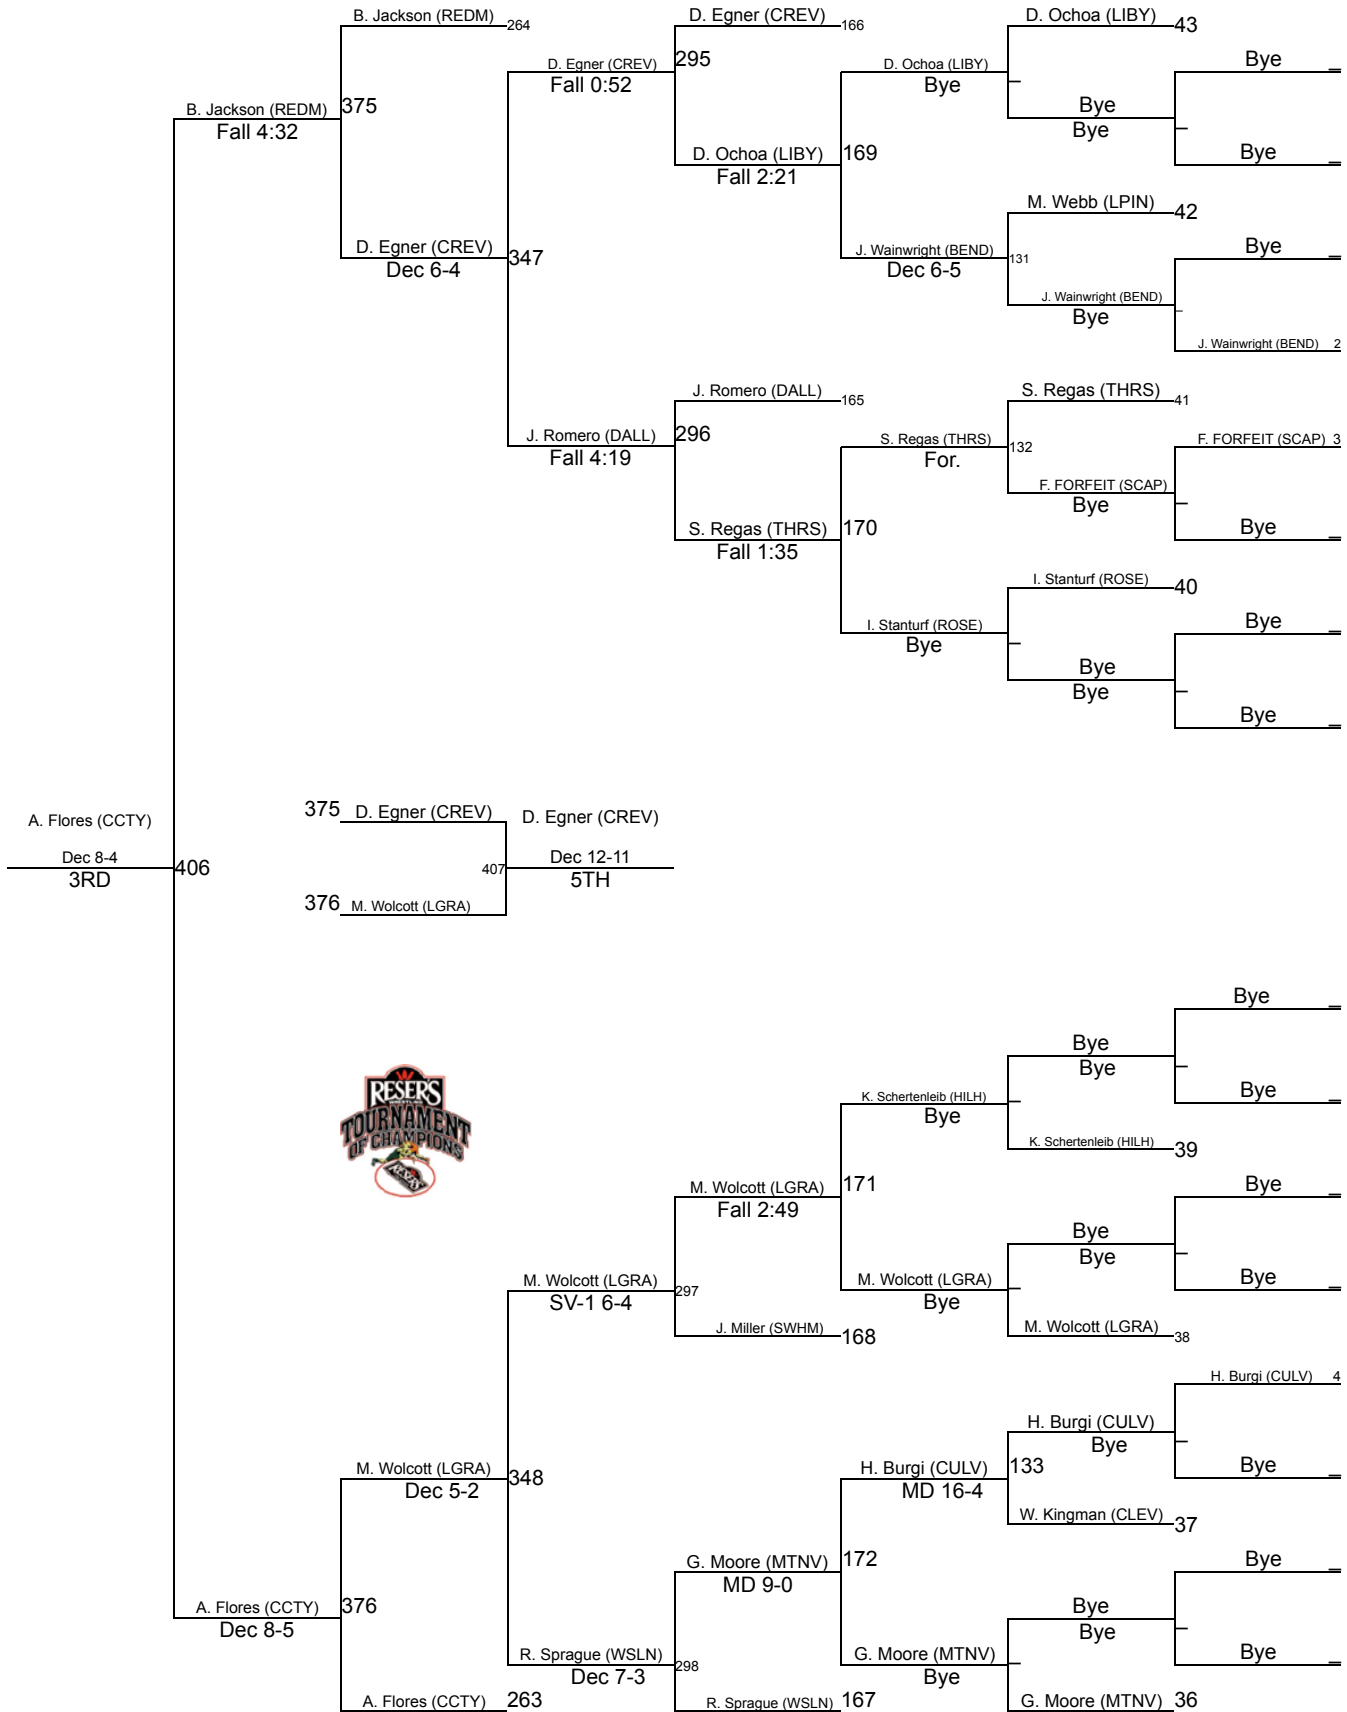 B. Jackson (REDM) 264 D. Egner (CREV) 166 D. Ochoa (LIBY) 43
D. Egner (CREV) 295 D. Ochoa (LIBY) Bye _
Fall 0:52 Bye _
B. Jackson (REDM) 375 Bye
Fall 4:32 Bye _
D. Ochoa (LIBY) 169 Bye _
Fall 2:21
M. Webb (LPIN) 42
D. Egner (CREV) 347 J. Wainwright (BEND) 131 Bye _
Dec 6-4 Dec 6-5
J. Wainwright (BEND)
Bye _
J. Wainwright (BEND) 2
J. Romero (DALL) 165 S. Regas (THRS) 41
J. Romero (DALL) 296 S. Regas (THRS) 132 F. FORFEIT (SCAP) 3
Fall 4:19 For.
F. FORFEIT (SCAP)
Bye _
S. Regas (THRS) 170 Bye _
Fall 1:35
I. Stanturf (ROSE) 40
I. Stanturf (ROSE) Bye _
Bye _
Bye
Bye _
Bye _
375 D. Egner (CREV) D. Egner (CREV)
A. Flores (CCTY)
Dec 8-4 406 407 Dec 12-11
3RD 5TH
376 M. Wolcott (LGRA)
Bye _
Bye
Bye _
RESER'S
WRESTLING
TOURNAMENT
OF CHAMPIONS
RESER'S
K. Schertenleib (HILH) Bye _
Bye _
K. Schertenleib (HILH) 39
M. Wolcott (LGRA) 171 Bye _
Fall 2:49
Bye
Bye _
M. Wolcott (LGRA) 297 M. Wolcott (LGRA) Bye _
SV-1 6-4 Bye _
J. Miller (SWHM) 168 M. Wolcott (LGRA) 38
H. Burgi (CULV) 4
H. Burgi (CULV)
Bye _
M. Wolcott (LGRA) 348 H. Burgi (CULV) 133 Bye _
Dec 5-2 MD 16-4
W. Kingman (CLEV) 37
G. Moore (MTNV) 172 Bye _
MD 9-0
A. Flores (CCTY) 376 Bye
Dec 8-5 Bye _
R. Sprague (WSLN) 298 G. Moore (MTNV) Bye _
Dec 7-3 Bye _
A. Flores (CCTY) 263 R. Sprague (WSLN) 167 G. Moore (MTNV) 36